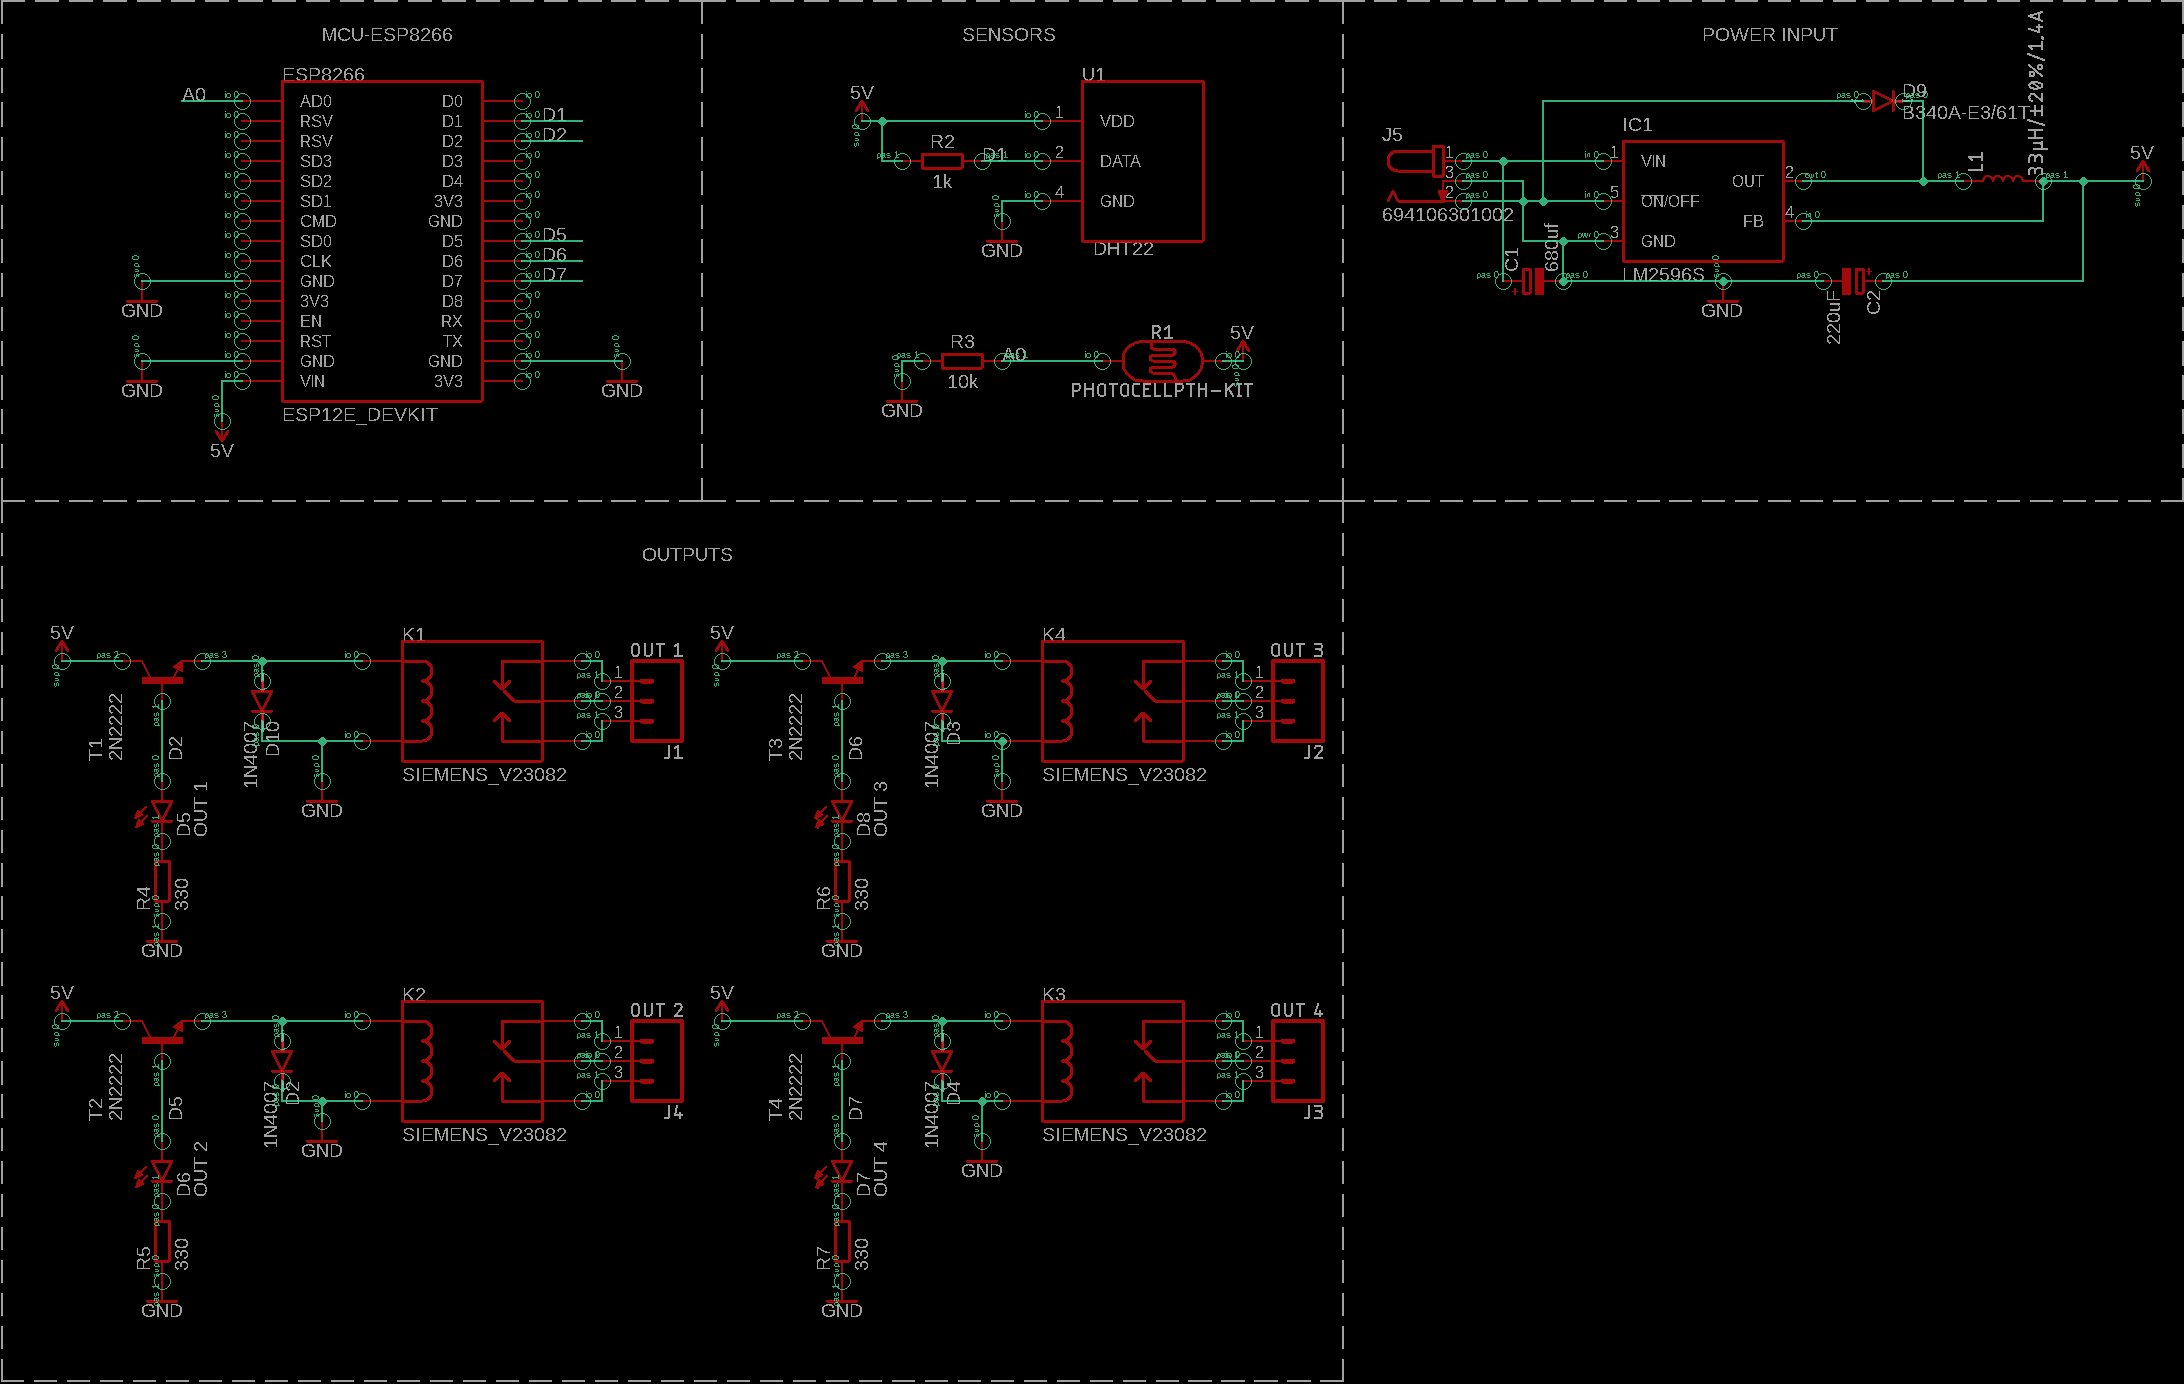 MCU-ESP8266
ESP8266
A0
AD0
RSV
RSV
SD3
SD2
SD1
CMD
SD0
CLK
GND
3V3
EN
RST
GND
VIN
D0
D1
D2
D3
D4
3V3
GND
D5
D6
D7
D8
RX
TX
GND
3V3
D1
D2
D5
D6
D7
GND
GND
GND
5V
ESP12E_DEVKIT
SENSORS
U1
5V
1 VDD
R2
D1
2 DATA
1k
4 GND
GND
DHT22
R3
A0
R1
5V
10k
PHOTOCELLPTH-KIT
GND
POWER INPUT
D9
B340A-E3/61T
33µH/±20%/1.4A
L1
J5
1
3
2
694106301002
IC1
1 VIN
5 ON/OFF
3 GND
OUT 2
FB 4
LM2596S
5V
C1
680uf
GND
220uF
C2
OUTPUTS
5V
T1
2N2222
D2
1N4007
D10
K1
SIEMENS_V23082
OUT 1
1
2
3
J1
GND
D5
OUT 1
R4
330
GND
5V
T3
2N2222
D6
1N4007
D3
K4
SIEMENS_V23082
OUT 3
1
2
3
J2
GND
D8
OUT 3
R6
330
GND
5V
T2
2N2222
D5
1N4007
D2
K2
SIEMENS_V23082
OUT 2
1
2
3
J4
GND
D6
OUT 2
R5
330
GND
5V
T4
2N2222
D7
1N4007
D4
K3
SIEMENS_V23082
OUT 4
1
2
3
J3
GND
D7
OUT 4
R7
330
GND